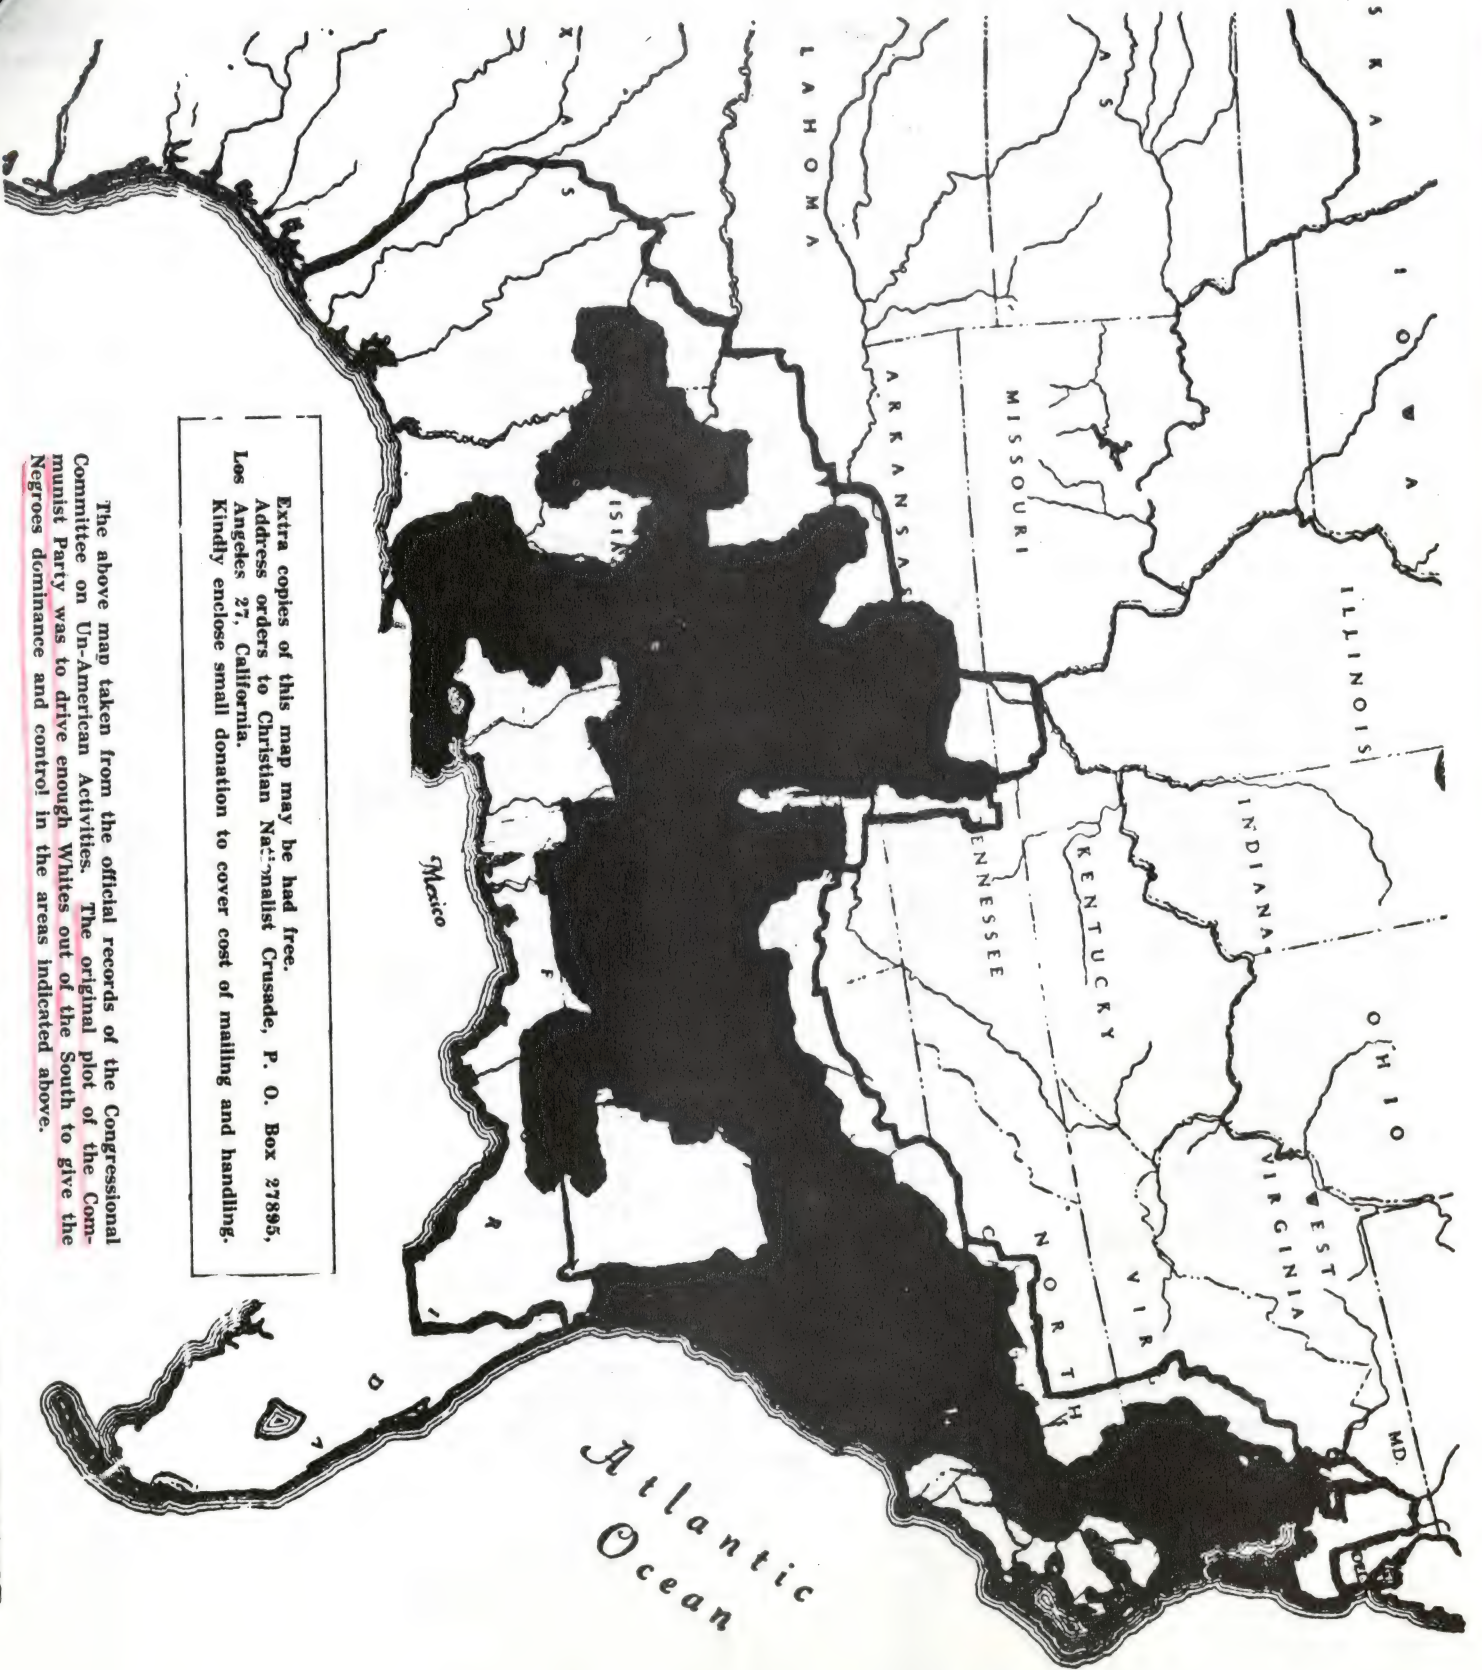 S K A
I O W A
ILLINOIS
INDIANA
OHIO
WEST
VIRGINIA
MD.
A S
MISSOURI
KENTUCKY
VIR
LAHOMA
ARKANSAS
ENNESSEE
NORTH
C
X
A
S
ISIA
F
R
D
Mexico
Atlantic
Ocean
Extra copies of this map may be had free.
Address orders to Christian Nationalist Crusade, P. O. Box 27895,
Los Angeles 27, California.
Kindly enclose small donation to cover cost of mailing and handling.
The above map taken from the official records of the Congressional
Committee on Un-American Activities. The original plot of the Com-
munist Party was to drive enough Whites out of the South to give the
Negroes dominance and control in the areas indicated above.